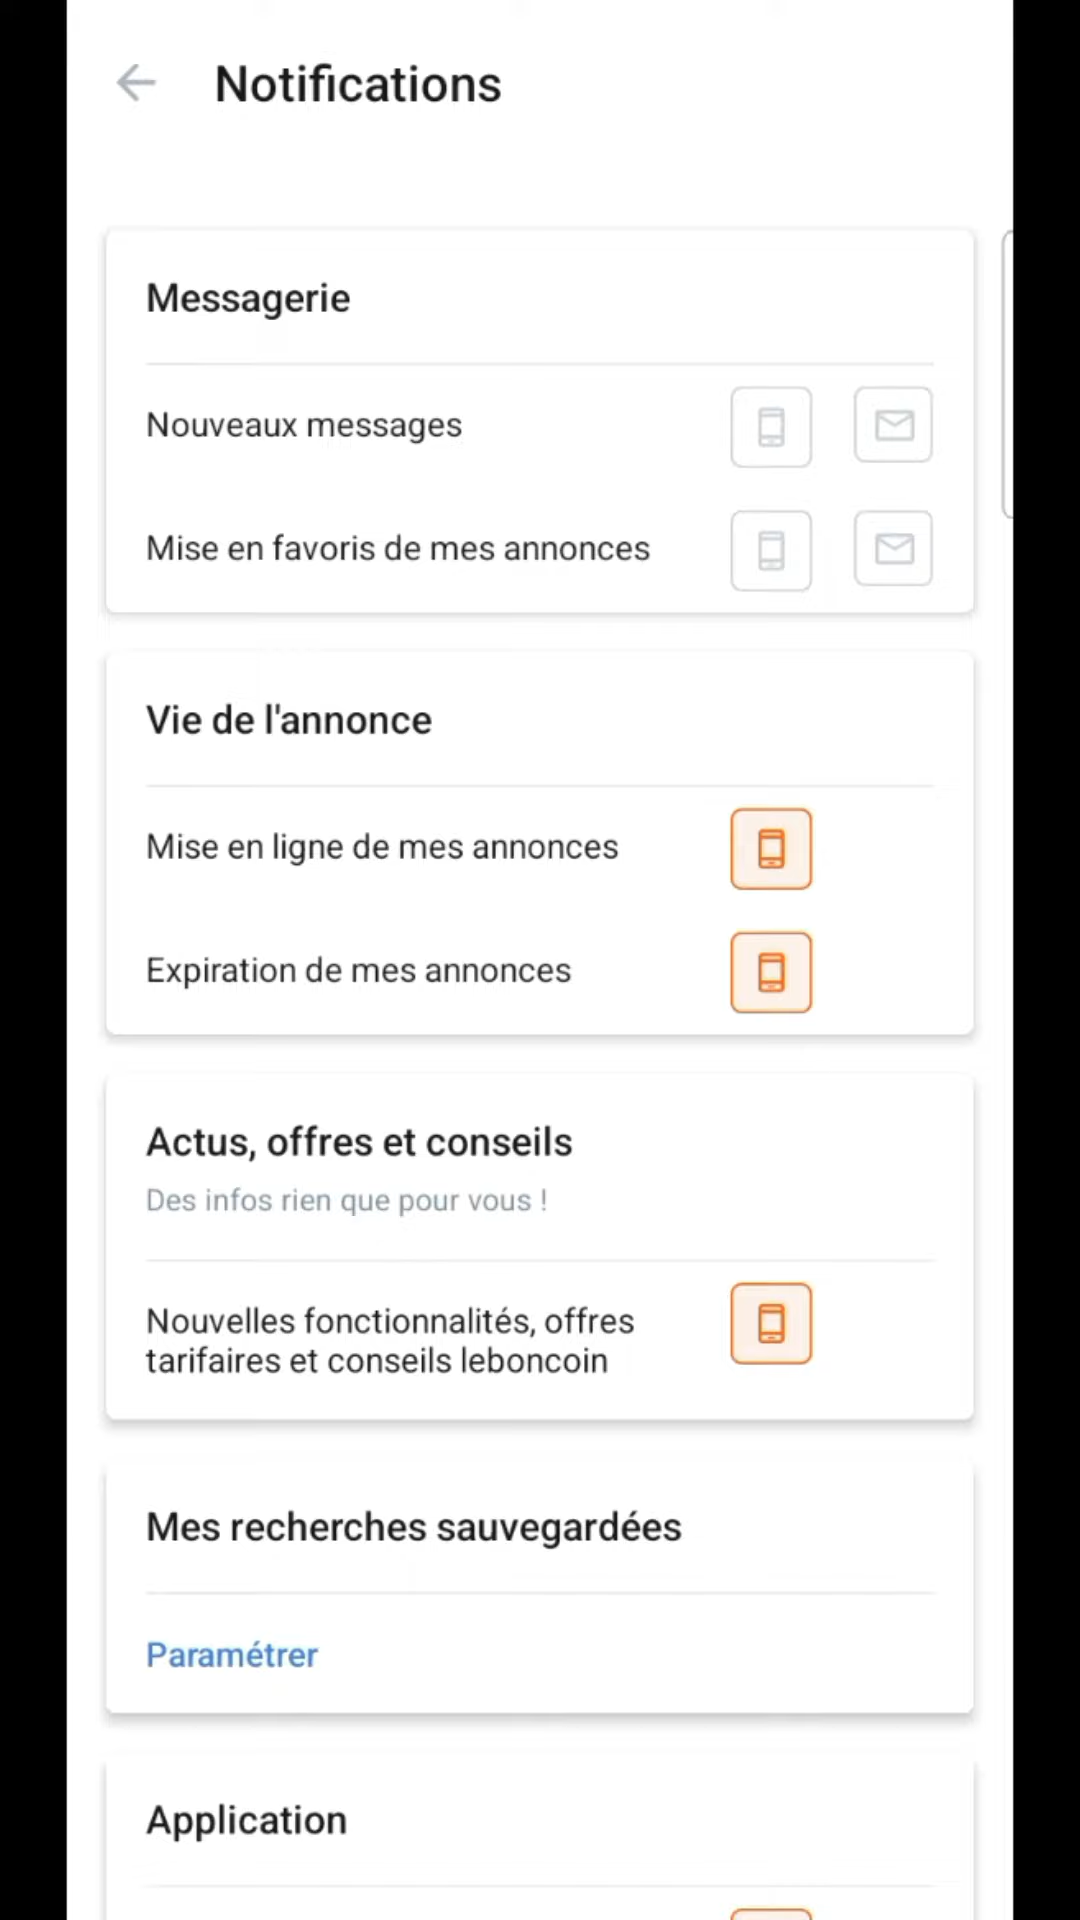 Notifications
Messagerie
Nouveaux messages
Mise en favoris de mes annonces
Vie de l'annonce
Mise en ligne de mes annonces
Expiration de mes annonces
Actus, offres et conseils
Des infos rien que pour vous !
Nouvelles fonctionnalités, offres
tarifaires et conseils leboncoin
Mes recherches sauvegardées
Paramétrer
Application